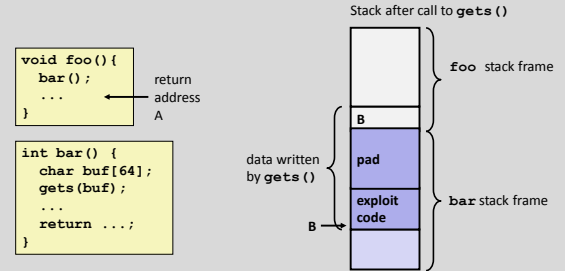 Stack after call to gets()
void foo(){
bar();
...
}
return
address
A
int bar() {
char buf[64];
gets(buf);
...
return ...;
}
foo stack frame
B
data written
by gets()
pad
exploit
code
B
bar stack frame